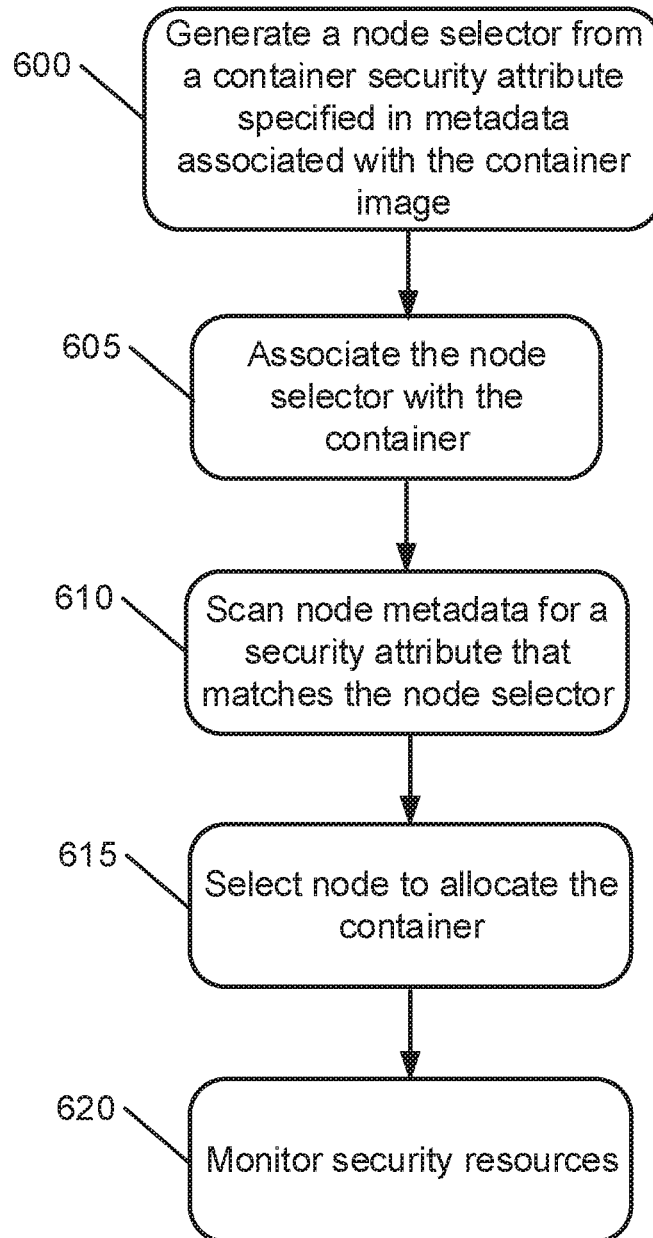 600
Generate a node selector from
a container security attribute
specified in metadata
associated with the container
image
605
Associate the node
selector with the
container
610
Scan node metadata for a
security attribute that
matches the node selector
615
Select node to allocate the
container
620
Monitor security resources